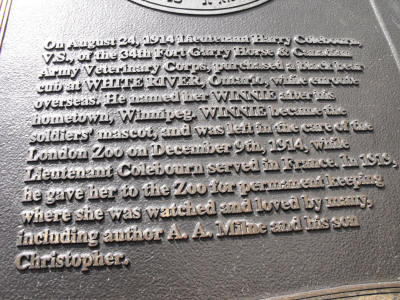 On August 24, 1914 Lieutenant Harry Colebourn,
V.S., of the 34th Fort Garry Horse & Canadian
Army Veterinary Corps, purchased a black bear
cub at WHITE RIVER, Ontario, while enroute
overseas. He named her WINNIE after his
hometown, Winnipeg. WINNIE became the
soldiers' mascot, and was left in the care of the
London Zoo on December 9th, 1914, while
Lieutenant Colebourn served in France. In 1919,
he gave her to the Zoo for permanent keeping
where she was watched and loved by many,
including author A. A. Milne and his son
Christopher.